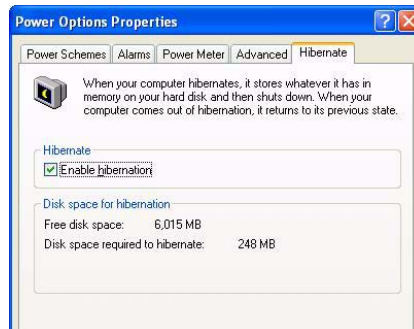 Power Options Properties
Power Schemes Alarms Power Meter Advanced Hibernate
When your computer hibernates, it stores whatever it has in
memory on your hard disk and then shuts down. When your
computer comes out of hibernation, it returns to its previous state.
Hibernate
Enable hibernation
Disk space for hibernation
Free disk space: 6,015 MB
Disk space required to hibernate: 248 MB